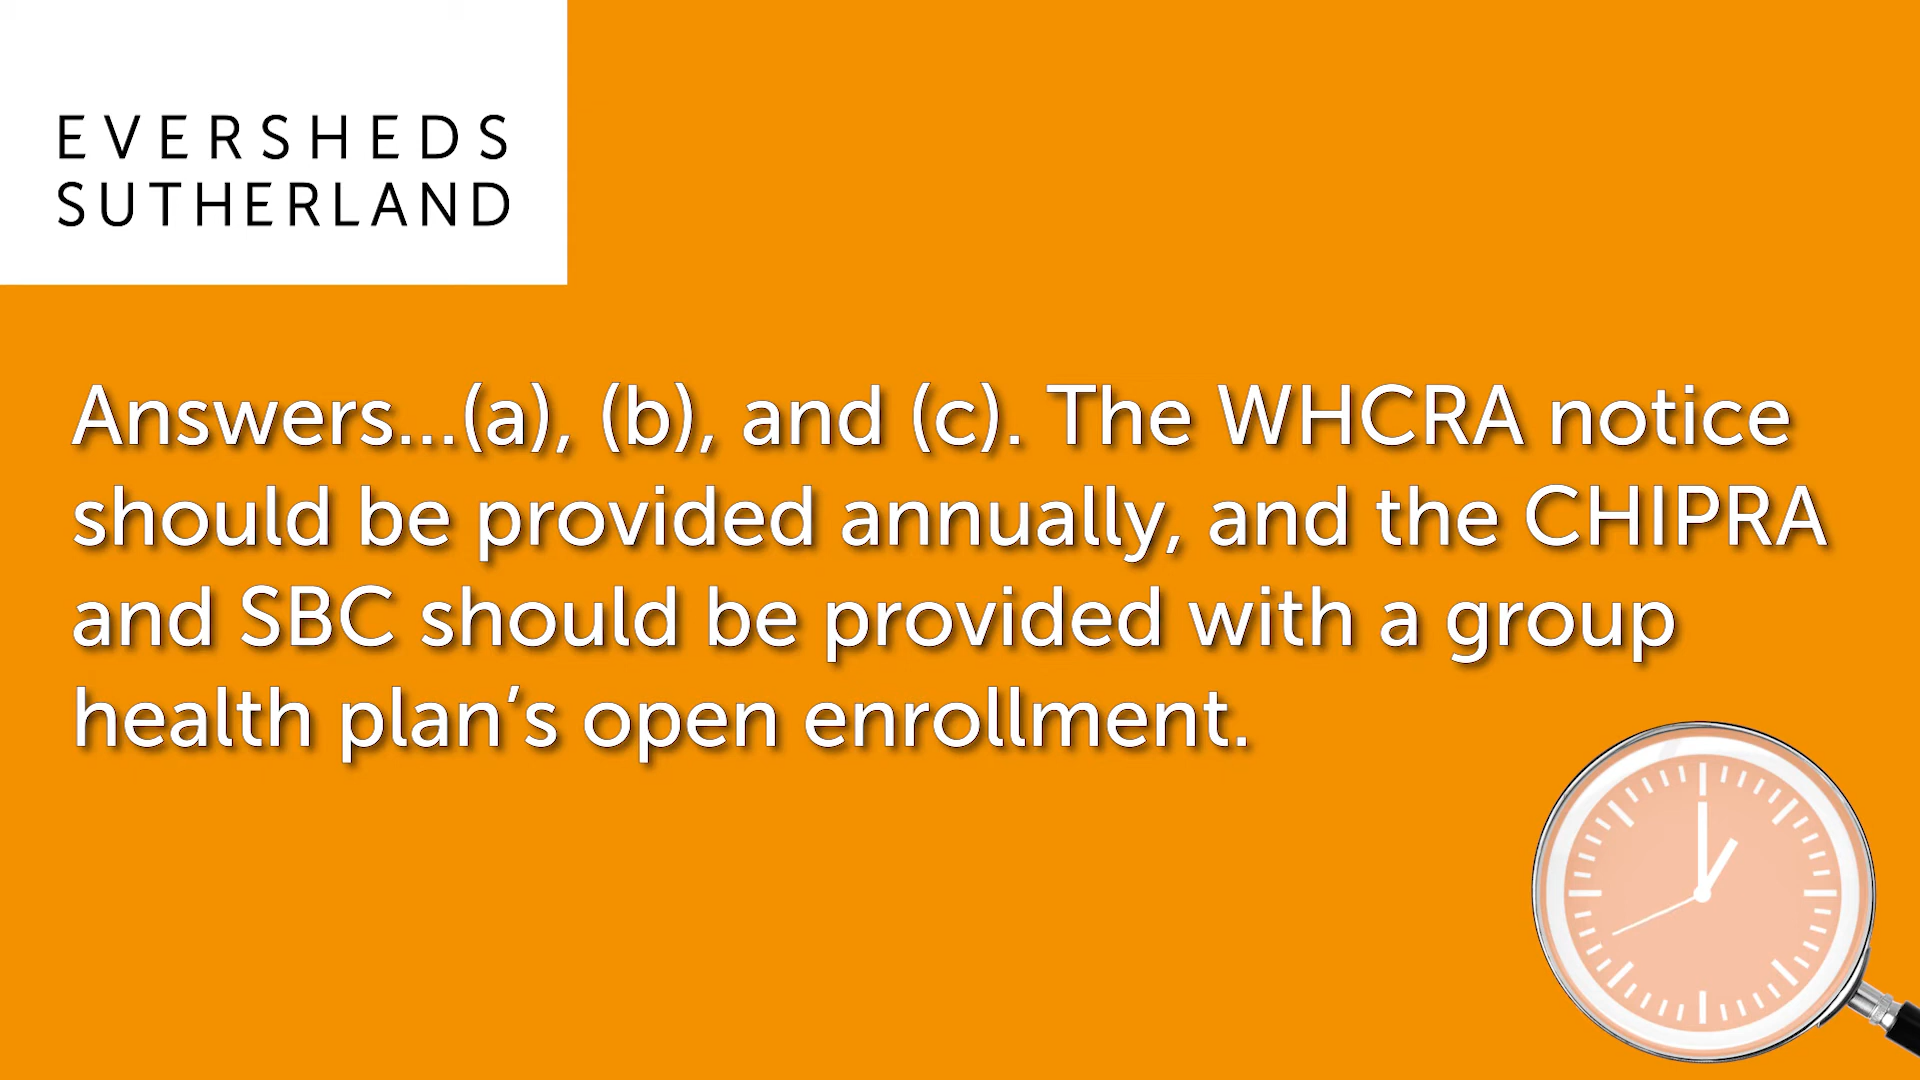 EVERSHEDS
SUTHERLAND
Answers...(a), (b), and (c). The WHCRA notice
should be provided annually, and the CHIPRA
and SBC should be provided with a group
health plan’s open enrollment.